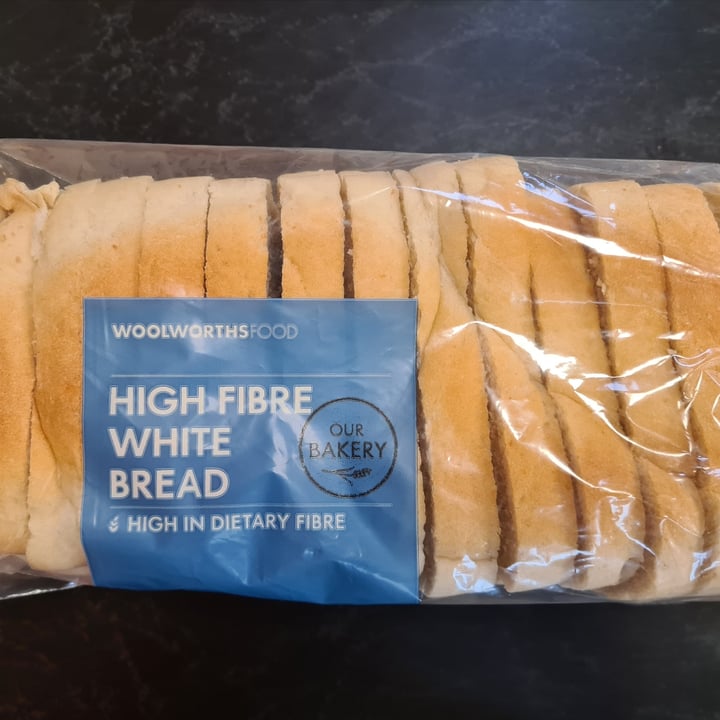 WOOLWORTHSFOOD
HIGH FIBRE
WHITE
BREAD
OUR
BAKERY
HIGH IN DIETARY FIBRE